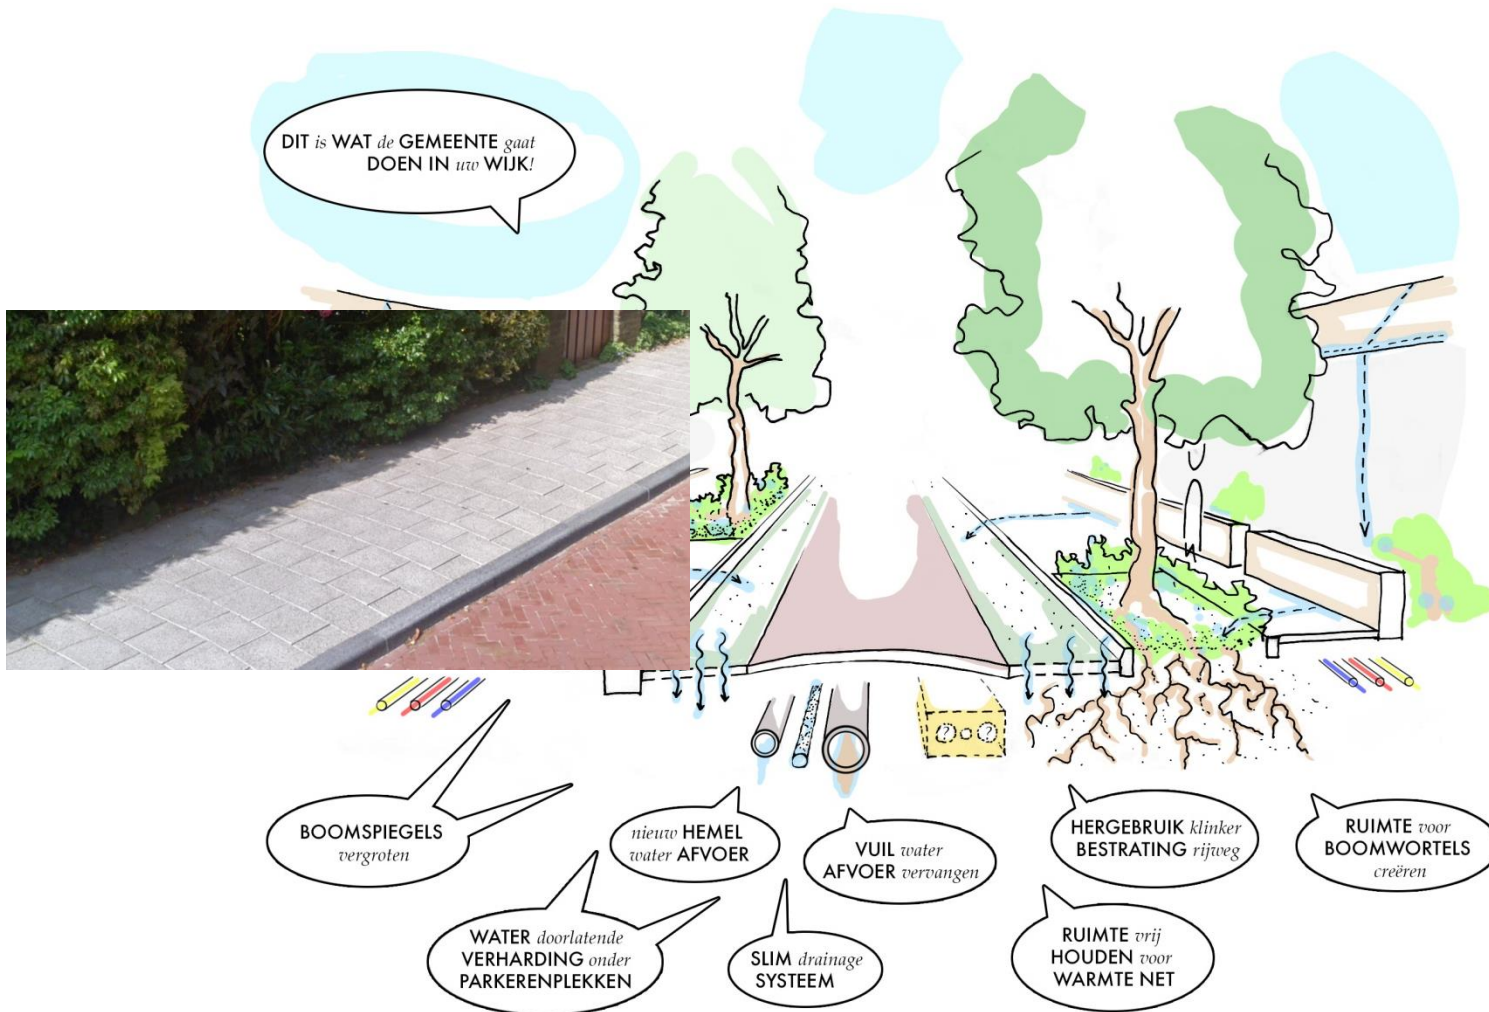 DIT is WAT de GEMEENTE gaat
DOEN IN uw WIJK!
? ?
BOOMSPIEGELS
vergroten
nieuw HEMEL
water AFVOER
VUIL water
AFVOER vervangen
HERGEBRUIK klinker
BESTRATING rijweg
RUIMTE voor
BOOMWORTELS
creëren
WATER doorlatende
VERHARDING onder
PARKERENPLEKKEN
SLIM drainage
SYSTEEM
RUIMTE vrij
HOUDEN voor
WARMTE NET